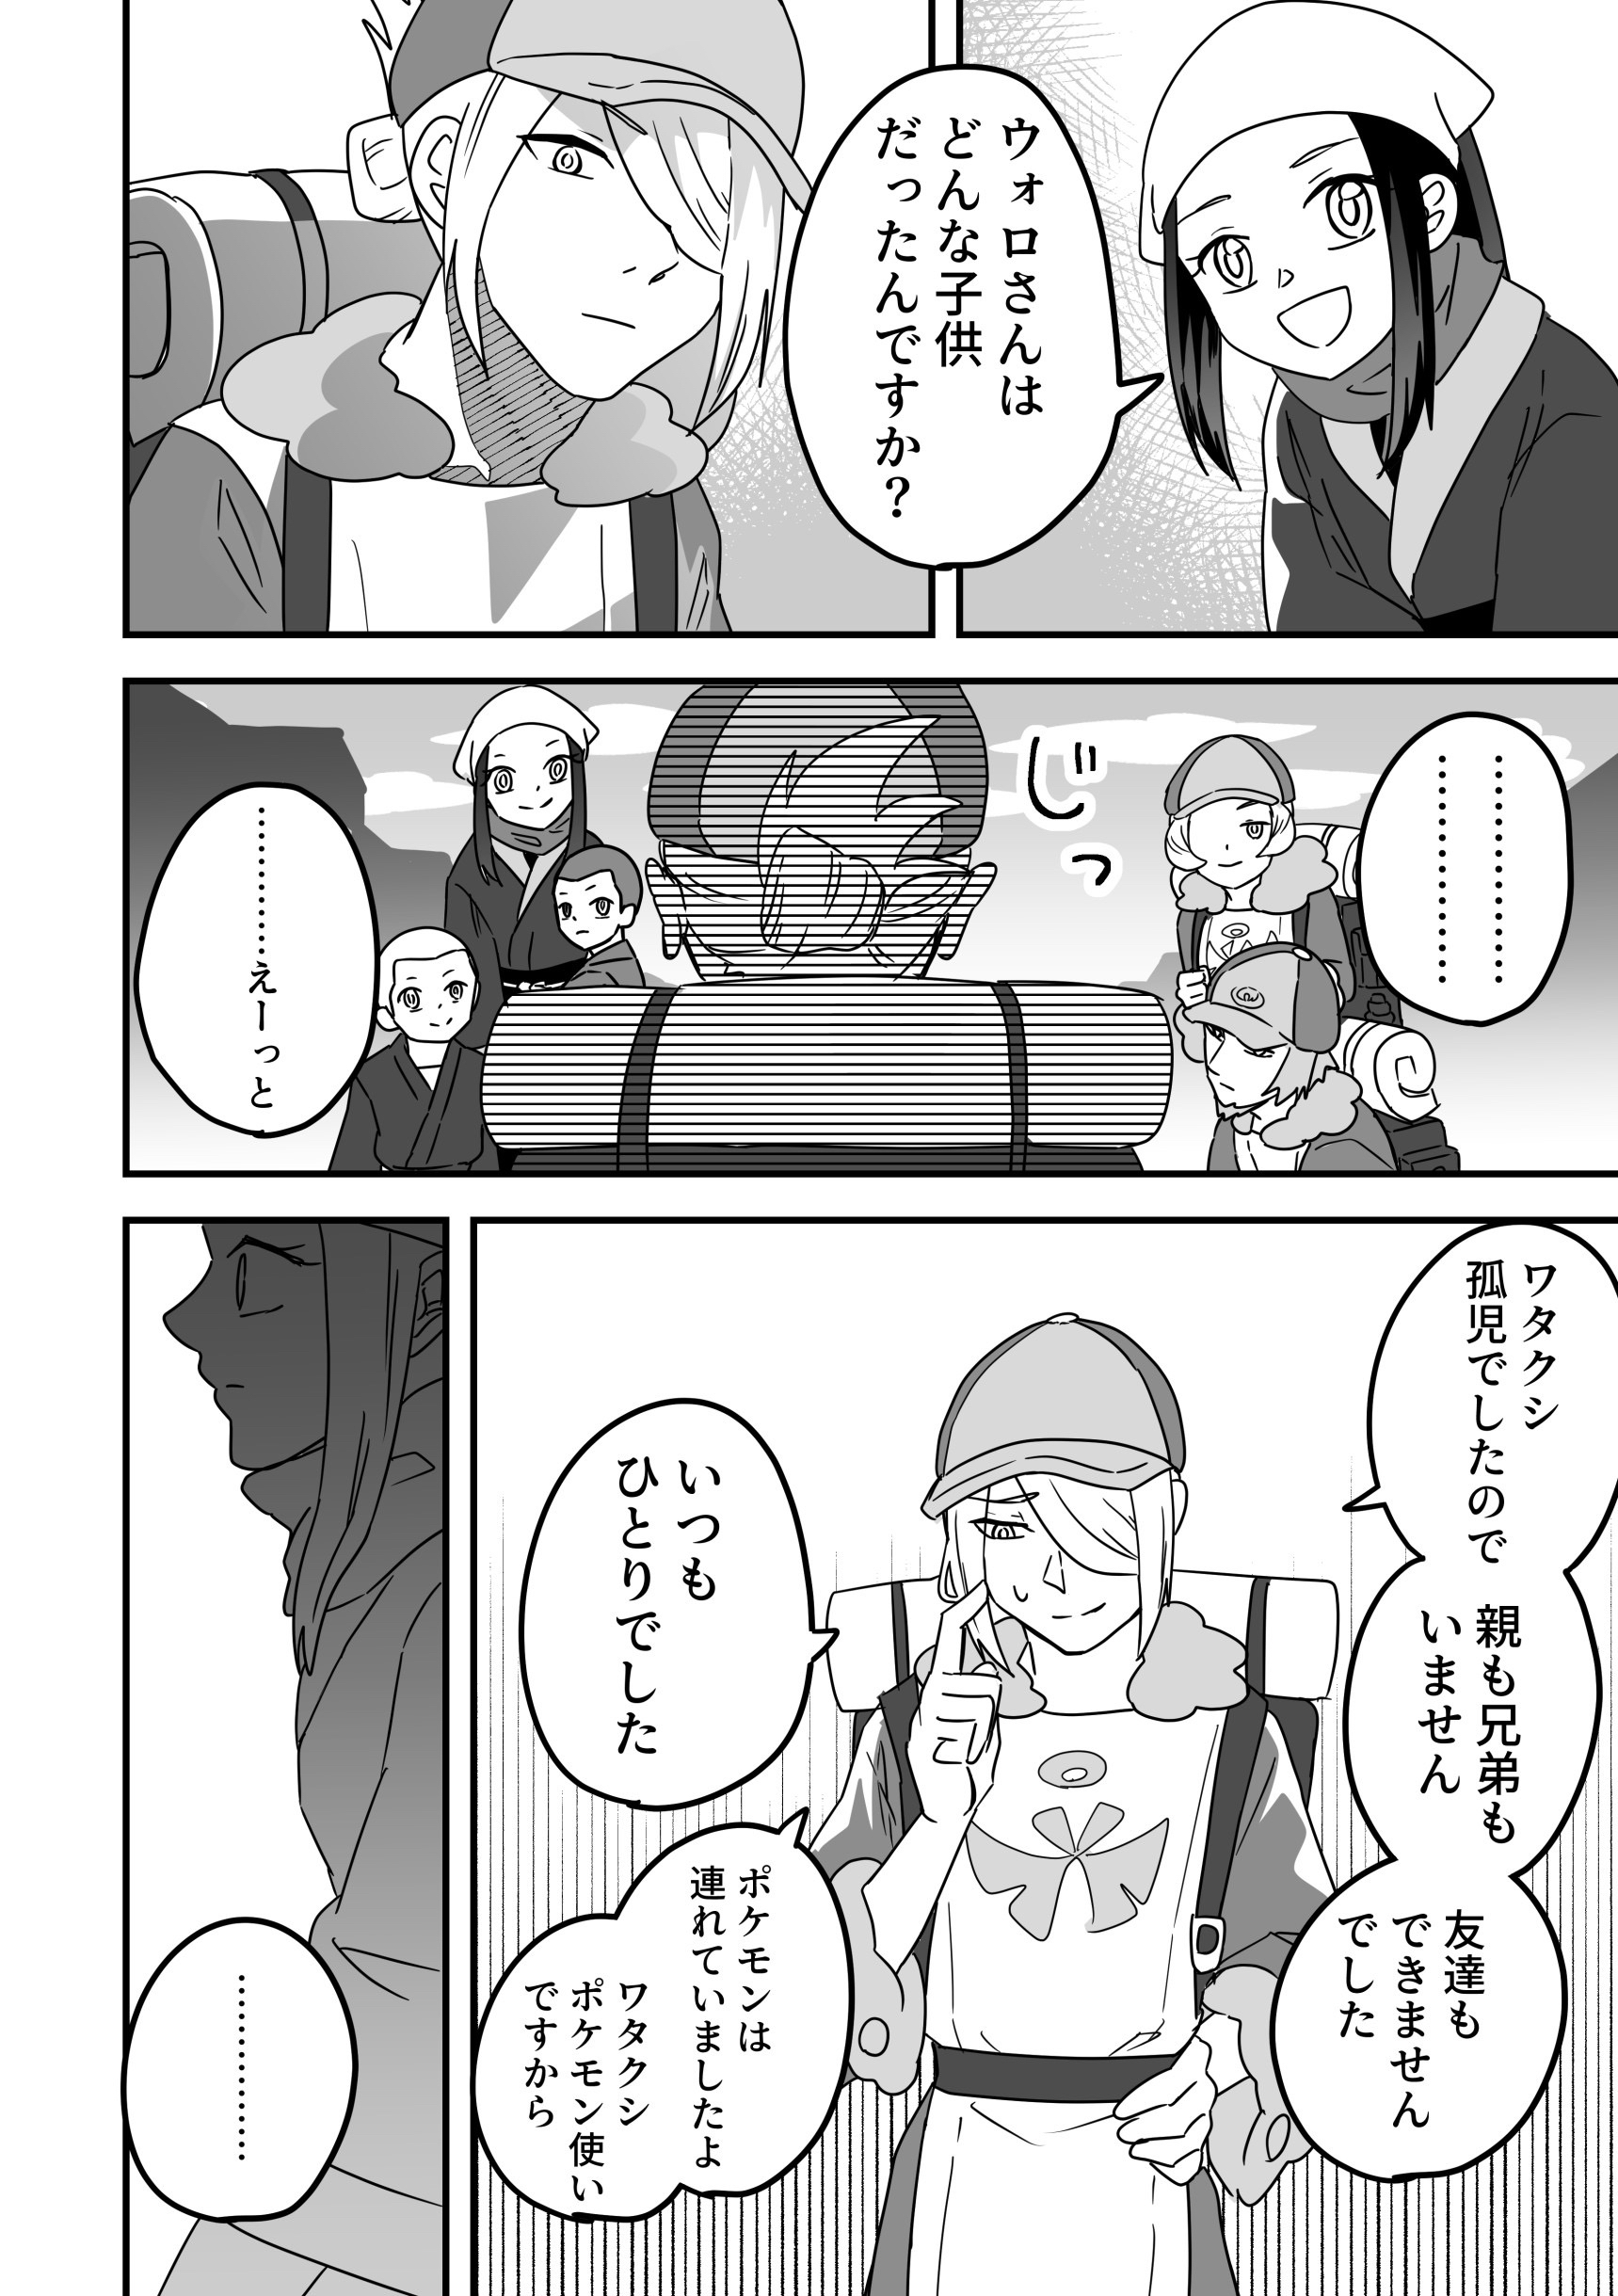 ウォロさんは
どんな子供
だったんですか？
…………
…………
じっ
………えーっと
ワタクシ
孤児でしたので
親も兄弟も
いません
友達も
できません
でした
いつも
ひとりでした
ポケモンは
連れていましたよ
ワタクシ
ポケモン使い
ですから
…………